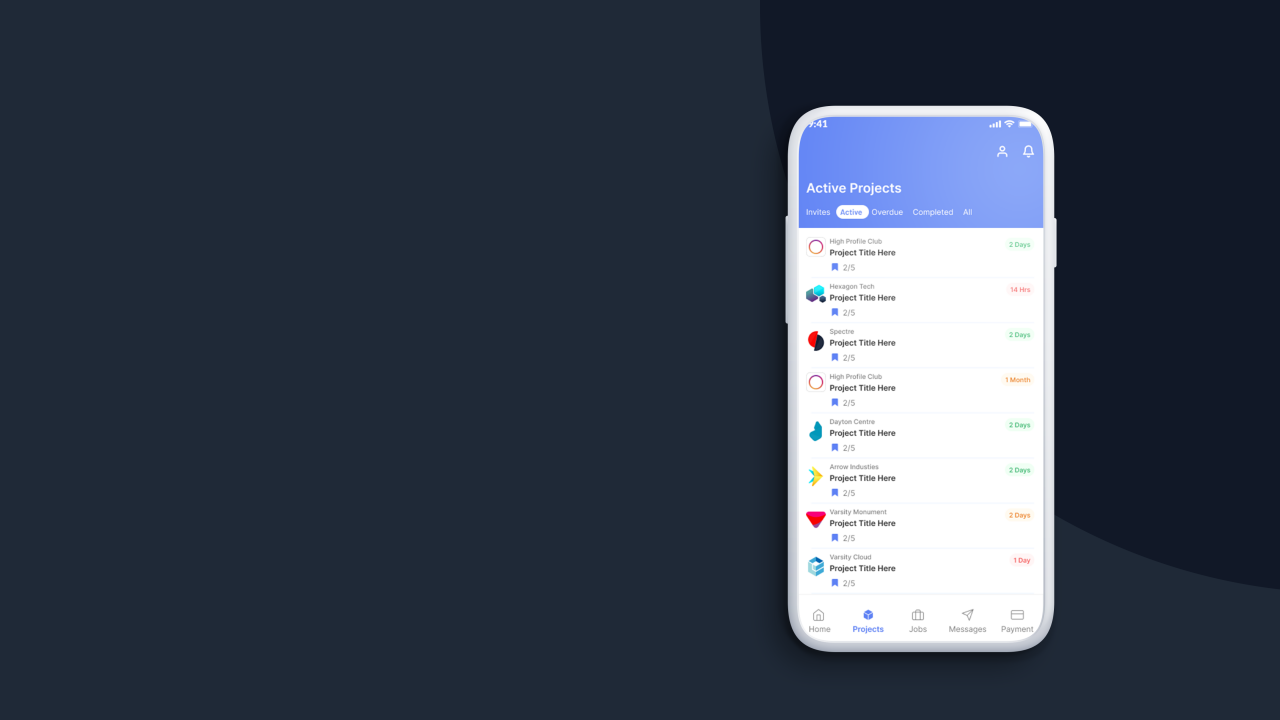 9:41
Active Projects
Invites Active Overdue Completed All
High Profile Club
2 Days
Project Title Here
2/5
Hexagon Tech
14 Hrs
Project Title Here
2/5
Spectre
2 Days
Project Title Here
2/5
High Profile Club
1 Month
Project Title Here
2/5
Dayton Centre
2 Days
Project Title Here
2/5
Arrow Industies
2 Days
Project Title Here
2/5
Varsity Monument
2 Days
Project Title Here
2/5
Varsity Cloud
1 Day
Project Title Here
2/5
Home Projects Jobs Messages Payment